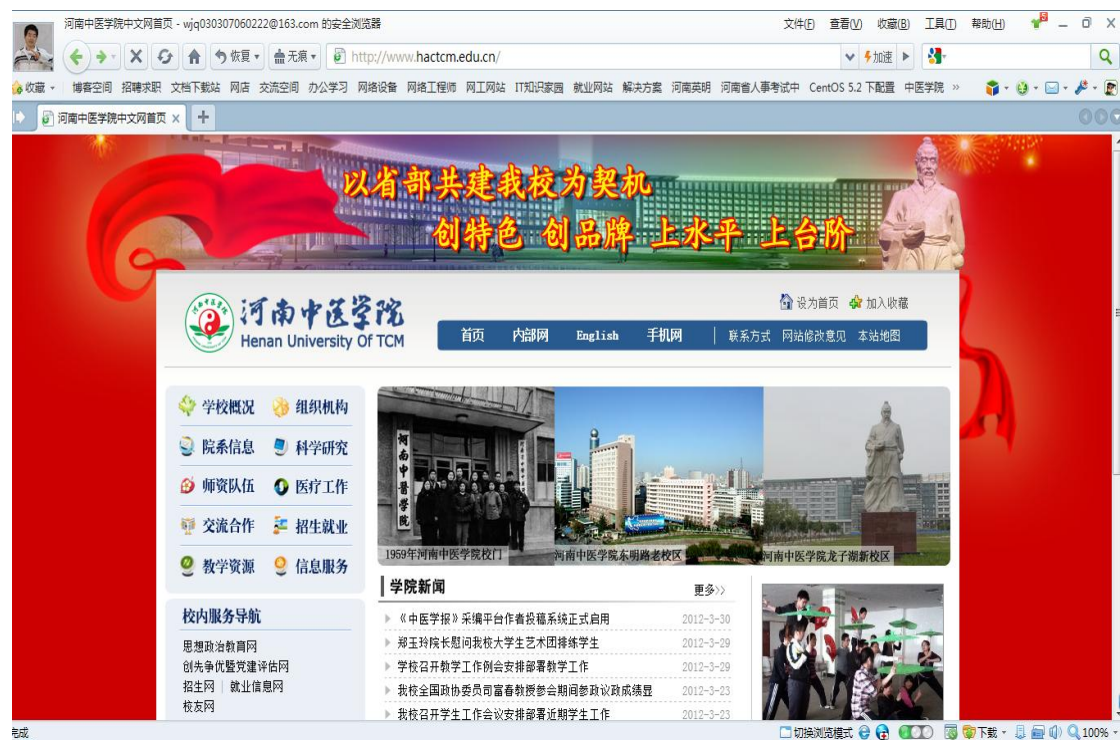 河南中医学院中文网首页 - wjq030307060222@163.com 的安全浏览器
文件(F) 查看(V) 收藏(B) 工具(T) 帮助(H)
恢复 无痕 http://www.hactcm.edu.cn/ 加速
收藏 博客空间 招聘求职 文档下载站 网店 交流空间 办公学习 网络设备 网络工程师 网工网站 IT知识家园 就业网站 解决方案 河南英明 河南省人事考试中 CentOS 5.2 下配置 中医学院 »
河南中医学院中文网首页 x +
以省部共建我校为契机
创特色 创品牌 上水平 上台阶
河南中医学院
Henan University Of TCM
设为首页 加入收藏
首页 内部网 English 手机网 | 联系方式 网站修改意见 本站地图
学校概况 组织机构
院系信息 科学研究
师资队伍 医疗工作
交流合作 招生就业
教学资源 信息服务
河南中醫学院
1959年河南中医学院校门
河南中医学院东明路老校区
河南中医学院龙子湖新校区
校内服务导航
思想政治教育网
创先争优暨党建评估网
招生网 | 就业信息网
校友网
学院新闻 更多>>
《中医学报》采编平台作者投稿系统正式启用 2012-3-30
郑玉玲院长慰问我校大学生艺术团排练学生 2012-3-29
学校召开教学工作例会安排部署教学工作 2012-3-29
我校全国政协委员司富春教授参会期间参政议政成绩显 2012-3-23
我校召开学生工作会议安排部署近期学生工作 2012-3-23
完成
切换浏览模式 下载 100%